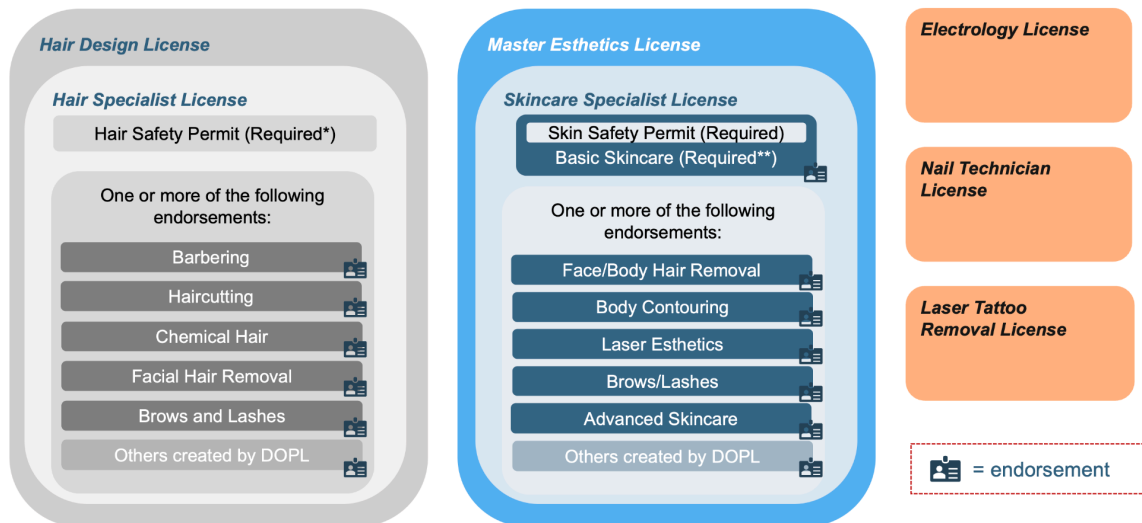 Hair Design License
Hair Specialist License
Hair Safety Permit (Required*)
One or more of the following
endorsements:
Barbering
Haircutting
Chemical Hair
Facial Hair Removal
Brows and Lashes
Others created by DOPL
Master Esthetics License
Skincare Specialist License
Skin Safety Permit (Required)
Basic Skincare (Required**)
One or more of the following
endorsements:
Face/Body Hair Removal
Body Contouring
Laser Esthetics
Brows/Lashes
Advanced Skincare
Others created by DOPL
Electrology License
Nail Technician
License
Laser Tattoo
Removal License
= endorsement